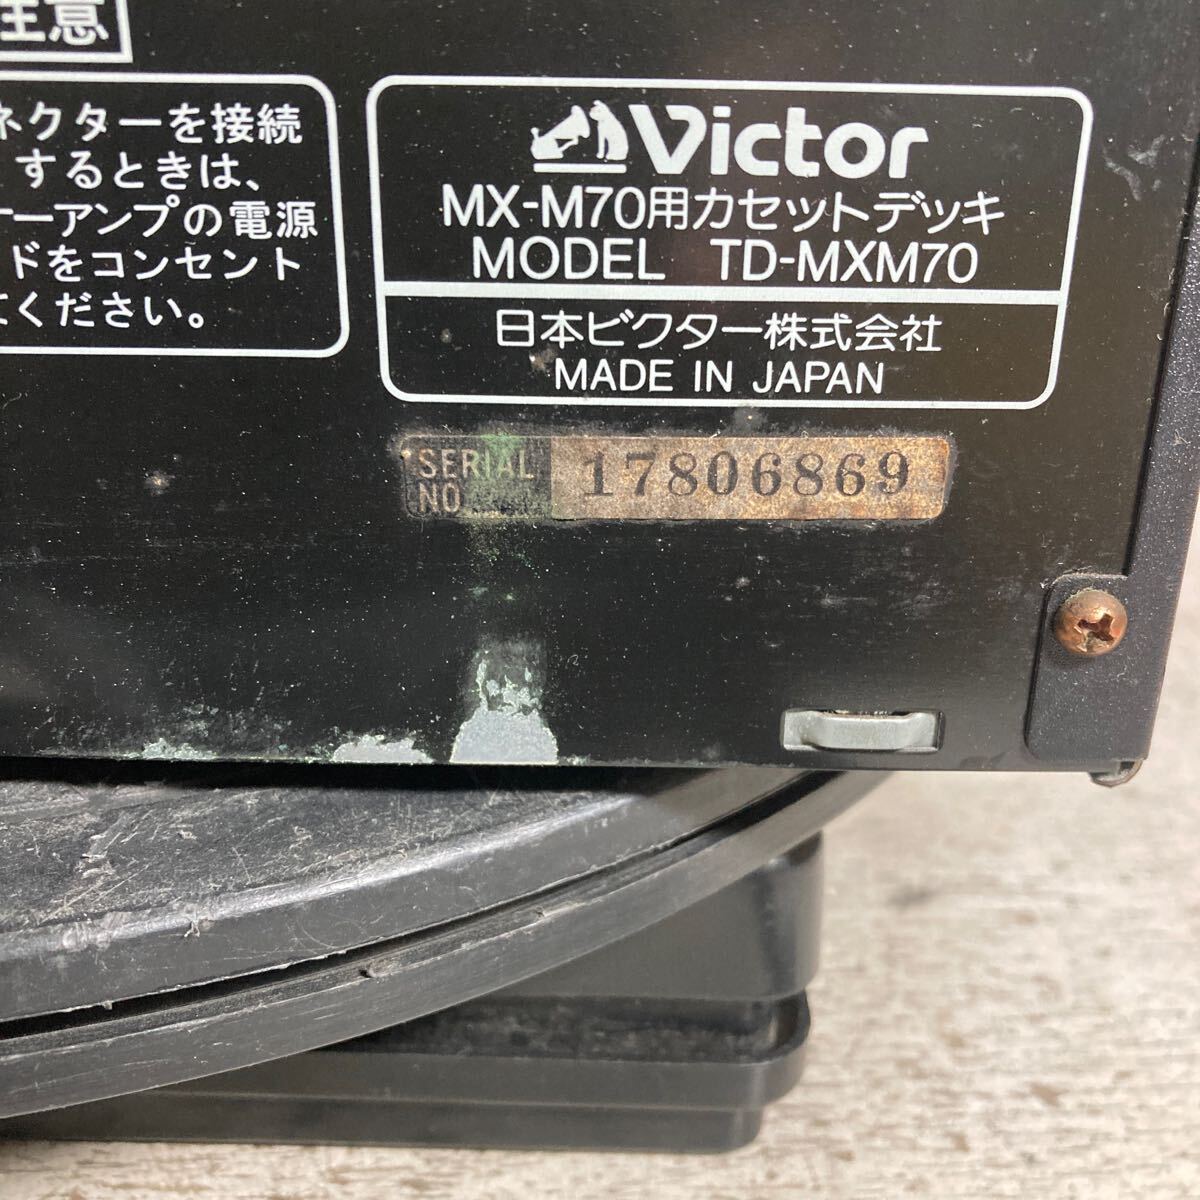 注意
ネクターを接続
するときは、
ーアンプの電源
ドをコンセント
ください。
Victor
MX-M70用カセットデッキ
MODEL TD-MXM70
日本ビクター株式会社
MADE IN JAPAN
SERIAL
NO
17806869